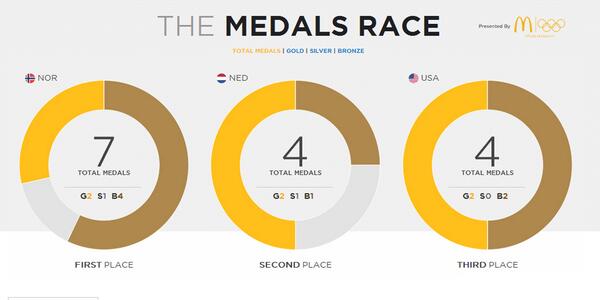 THE MEDALS RACE
Presented By
TOTAL MEDALS | GOLD | SILVER | BRONZE
NOR
NED
USA
7
TOTAL MEDALS
G2 S1 B4
4
TOTAL MEDALS
G2 S1 B1
4
TOTAL MEDALS
G2 S0 B2
FIRST PLACE
SECOND PLACE
THIRD PLACE